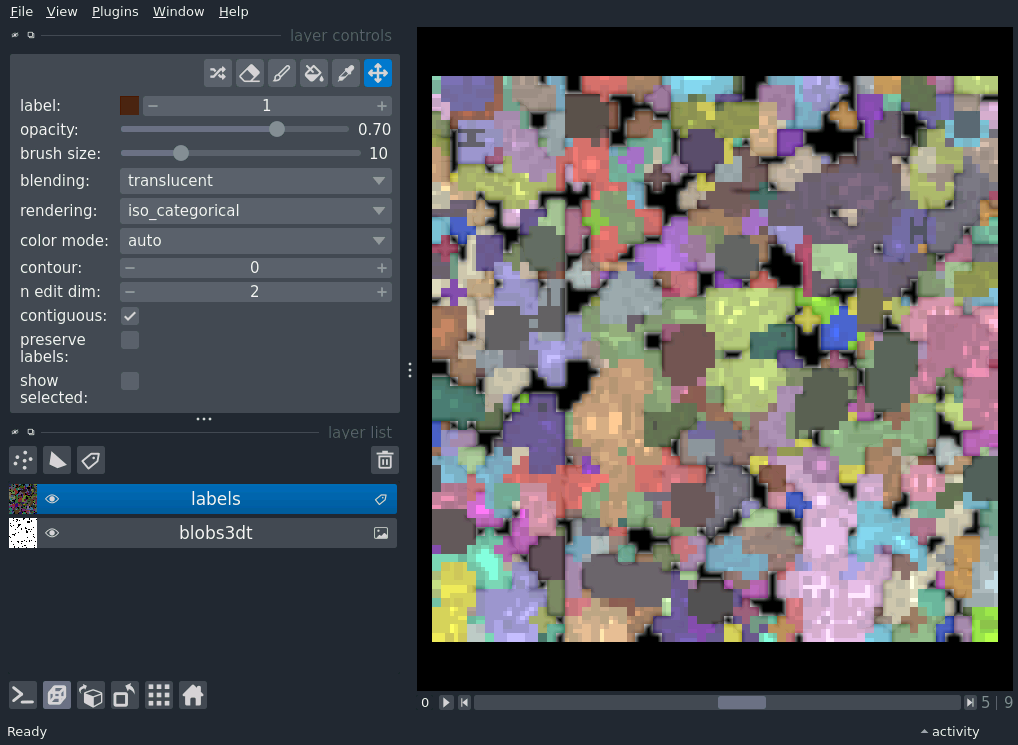 File View Plugins Window Help
layer controls
label: 1
opacity: 0.70
brush size: 10
blending: translucent
rendering: iso_categorical
color mode: auto
contour: 0
n edit dim: 2
contiguous:
preserve
labels:
show
selected:
layer list
labels
blobs3dt
0 5 | 9
Ready activity